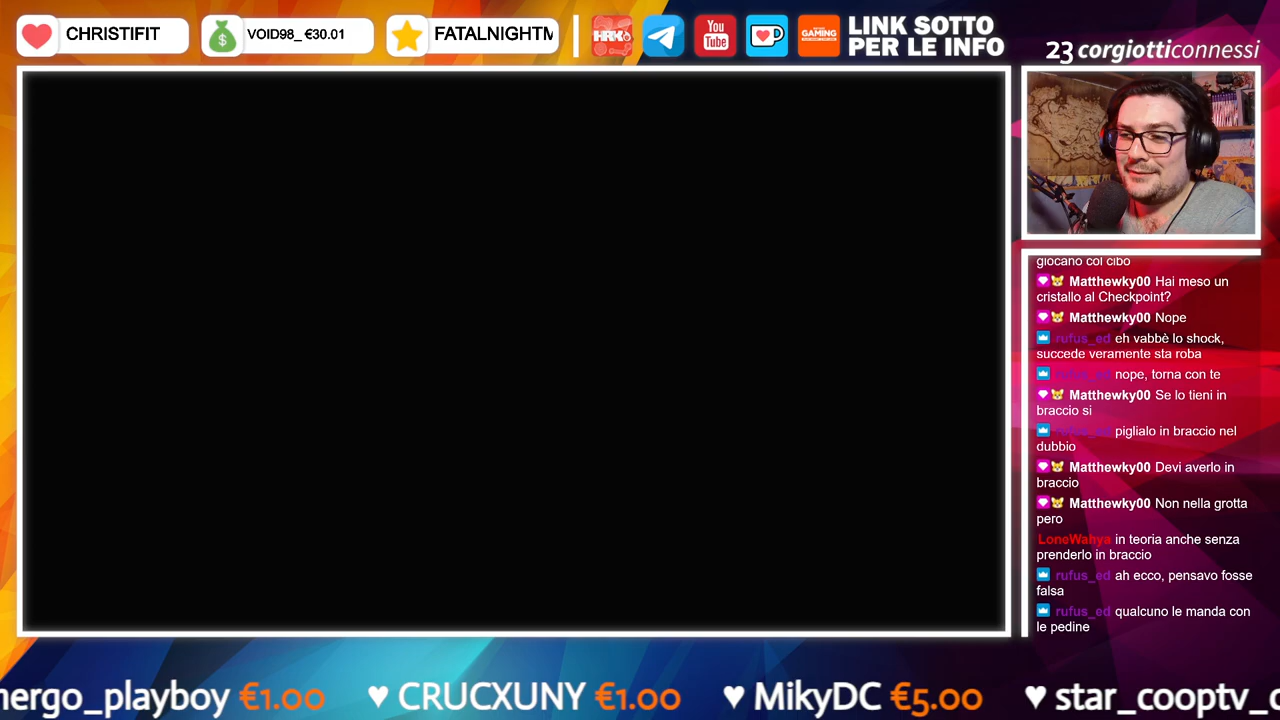 CHRISTIFIT
VOID98_ €30.01
FATALNIGHTM
HRK
You
Tube
GAMING
LINK SOTTO
PER LE INFO
23 corgiotticonnessi
giocano col cibo
Matthewky00 Hai meso un
cristallo al Checkpoint?
Matthewky00 Nope
rufus_ed eh vabbè lo shock,
succede veramente sta roba
rufus_ed nope, torna con te
Matthewky00 Se lo tieni in
braccio si
rufus_ed piglialo in braccio nel
dubbio
Matthewky00 Devi averlo in
braccio
Matthewky00 Non nella grotta
pero
LoneWahya in teoria anche senza
prenderlo in braccio
rufus_ed ah ecco, pensavo fosse
falsa
rufus_ed qualcuno le manda con
le pedine
nergo_playboy €1.00 ♥ CRUCXUNY €1.00 ♥ MikyDC €5.00 ♥ star_cooptv_